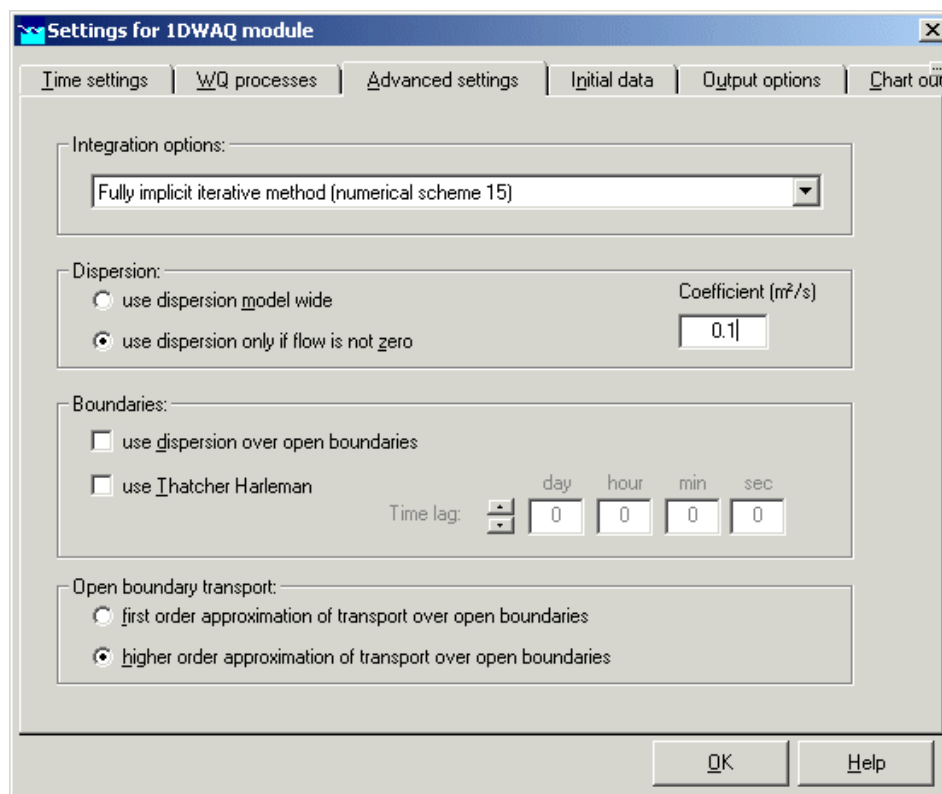 Settings for 1DWAQ module
Time settings WQ processes Advanced settings Initial data Output options Chart out
Integration options:
Fully implicit iterative method (numerical scheme 15)
Dispersion:
use dispersion model wide
Coefficient (m²/s)
use dispersion only if flow is not zero
0.1
Boundaries:
use dispersion over open boundaries
use Thatcher Harleman
day hour min sec
Time lag: 0 0 0 0
Open boundary transport:
first order approximation of transport over open boundaries
higher order approximation of transport over open boundaries
OK Help